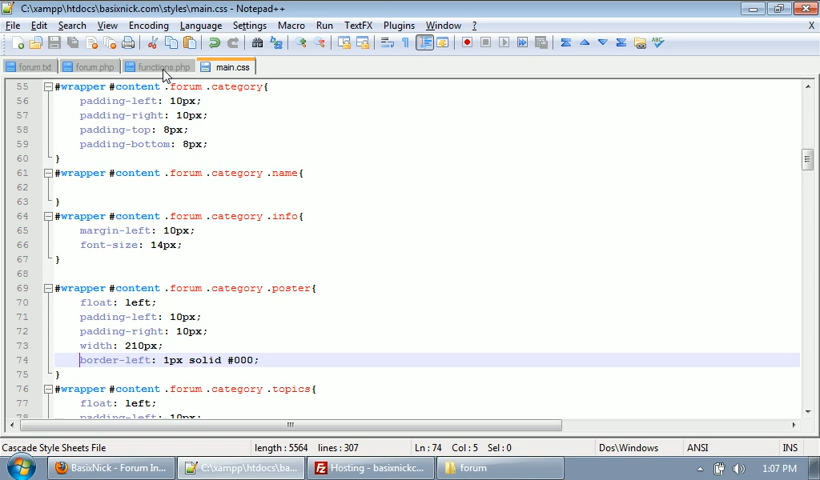 C:\xampp\htdocs\basixnick.com\styles\main.css - Notepad++
File Edit Search View Encoding Language Settings Macro Run TextFX Plugins Window ? X
forum.txt forum.php functions.php main.css
55 #wrapper #content .forum .category{
56 padding-left: 10px;
57 padding-right: 10px;
58 padding-top: 8px;
59 padding-bottom: 8px;
60 }
61 #wrapper #content .forum .category .name{
62
63 }
64 #wrapper #content .forum .category .info{
65 margin-left: 10px;
66 font-size: 14px;
67 }
68
69 #wrapper #content .forum .category .poster{
70 float: left;
71 padding-left: 10px;
72 padding-right: 10px;
73 width: 210px;
74 border-left: 1px solid #000;
75 }
76 #wrapper #content .forum .category .topics{
77 float: left;
78 padding-left: 10px;
Cascade Style Sheets File length : 5564 lines : 307 Ln : 74 Col : 5 Sel : 0 Dos\Windows ANSI INS
BasixNick - Forum In... C:\xampp\htdocs\ba... Hosting - basixnickc... forum 1:07 PM